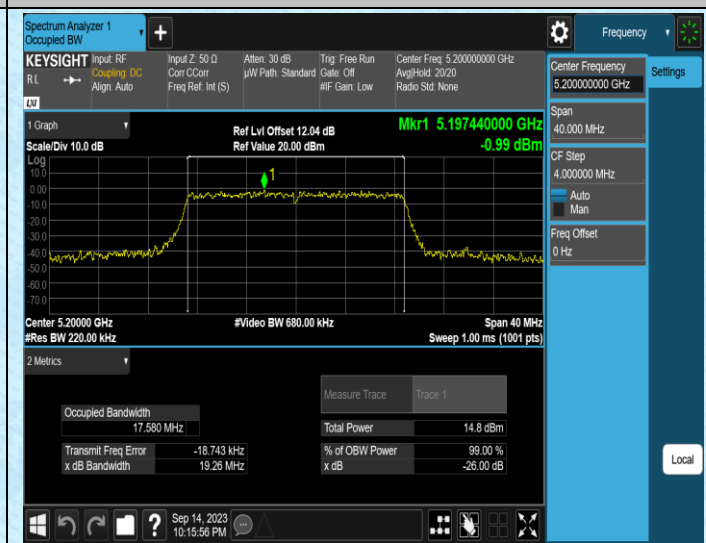 Spectrum Analyzer 1
Occupied BW
Frequency
KEYSIGHT
RL
LXI
Input: RF
Coupling: DC
Align: Auto
Input Z: 50 Ω
Corr CCorr
Freq Ref: Int (S)
Atten: 30 dB
µW Path: Standard
Trig: Free Run
Gate: Off
#IF Gain: Low
Center Freq: 5.200000000 GHz
Avg|Hold: 20/20
Radio Std: None
Center Frequency
5.200000000 GHz
Settings
Span
40.000 MHz
CF Step
4.000000 MHz
Auto
Man
Freq Offset
0 Hz
Local
1 Graph
Scale/Div 10.0 dB
Ref Lvl Offset 12.04 dB
Ref Value 20.00 dBm
Mkr1 5.197440000 GHz
-0.99 dBm
Log
10.0
0.00
-10.0
-20.0
-30.0
-40.0
-50.0
-60.0
-70.0
1
Center 5.20000 GHz
#Res BW 220.00 kHz
#Video BW 680.00 kHz
Span 40 MHz
Sweep 1.00 ms (1001 pts)
2 Metrics
Measure Trace Trace 1
Occupied Bandwidth
17.580 MHz
Total Power 14.8 dBm
Transmit Freq Error -18.743 kHz
% of OBW Power 99.00 %
x dB Bandwidth 19.26 MHz
x dB -26.00 dB
?
Sep 14, 2023
10:15:56 PM